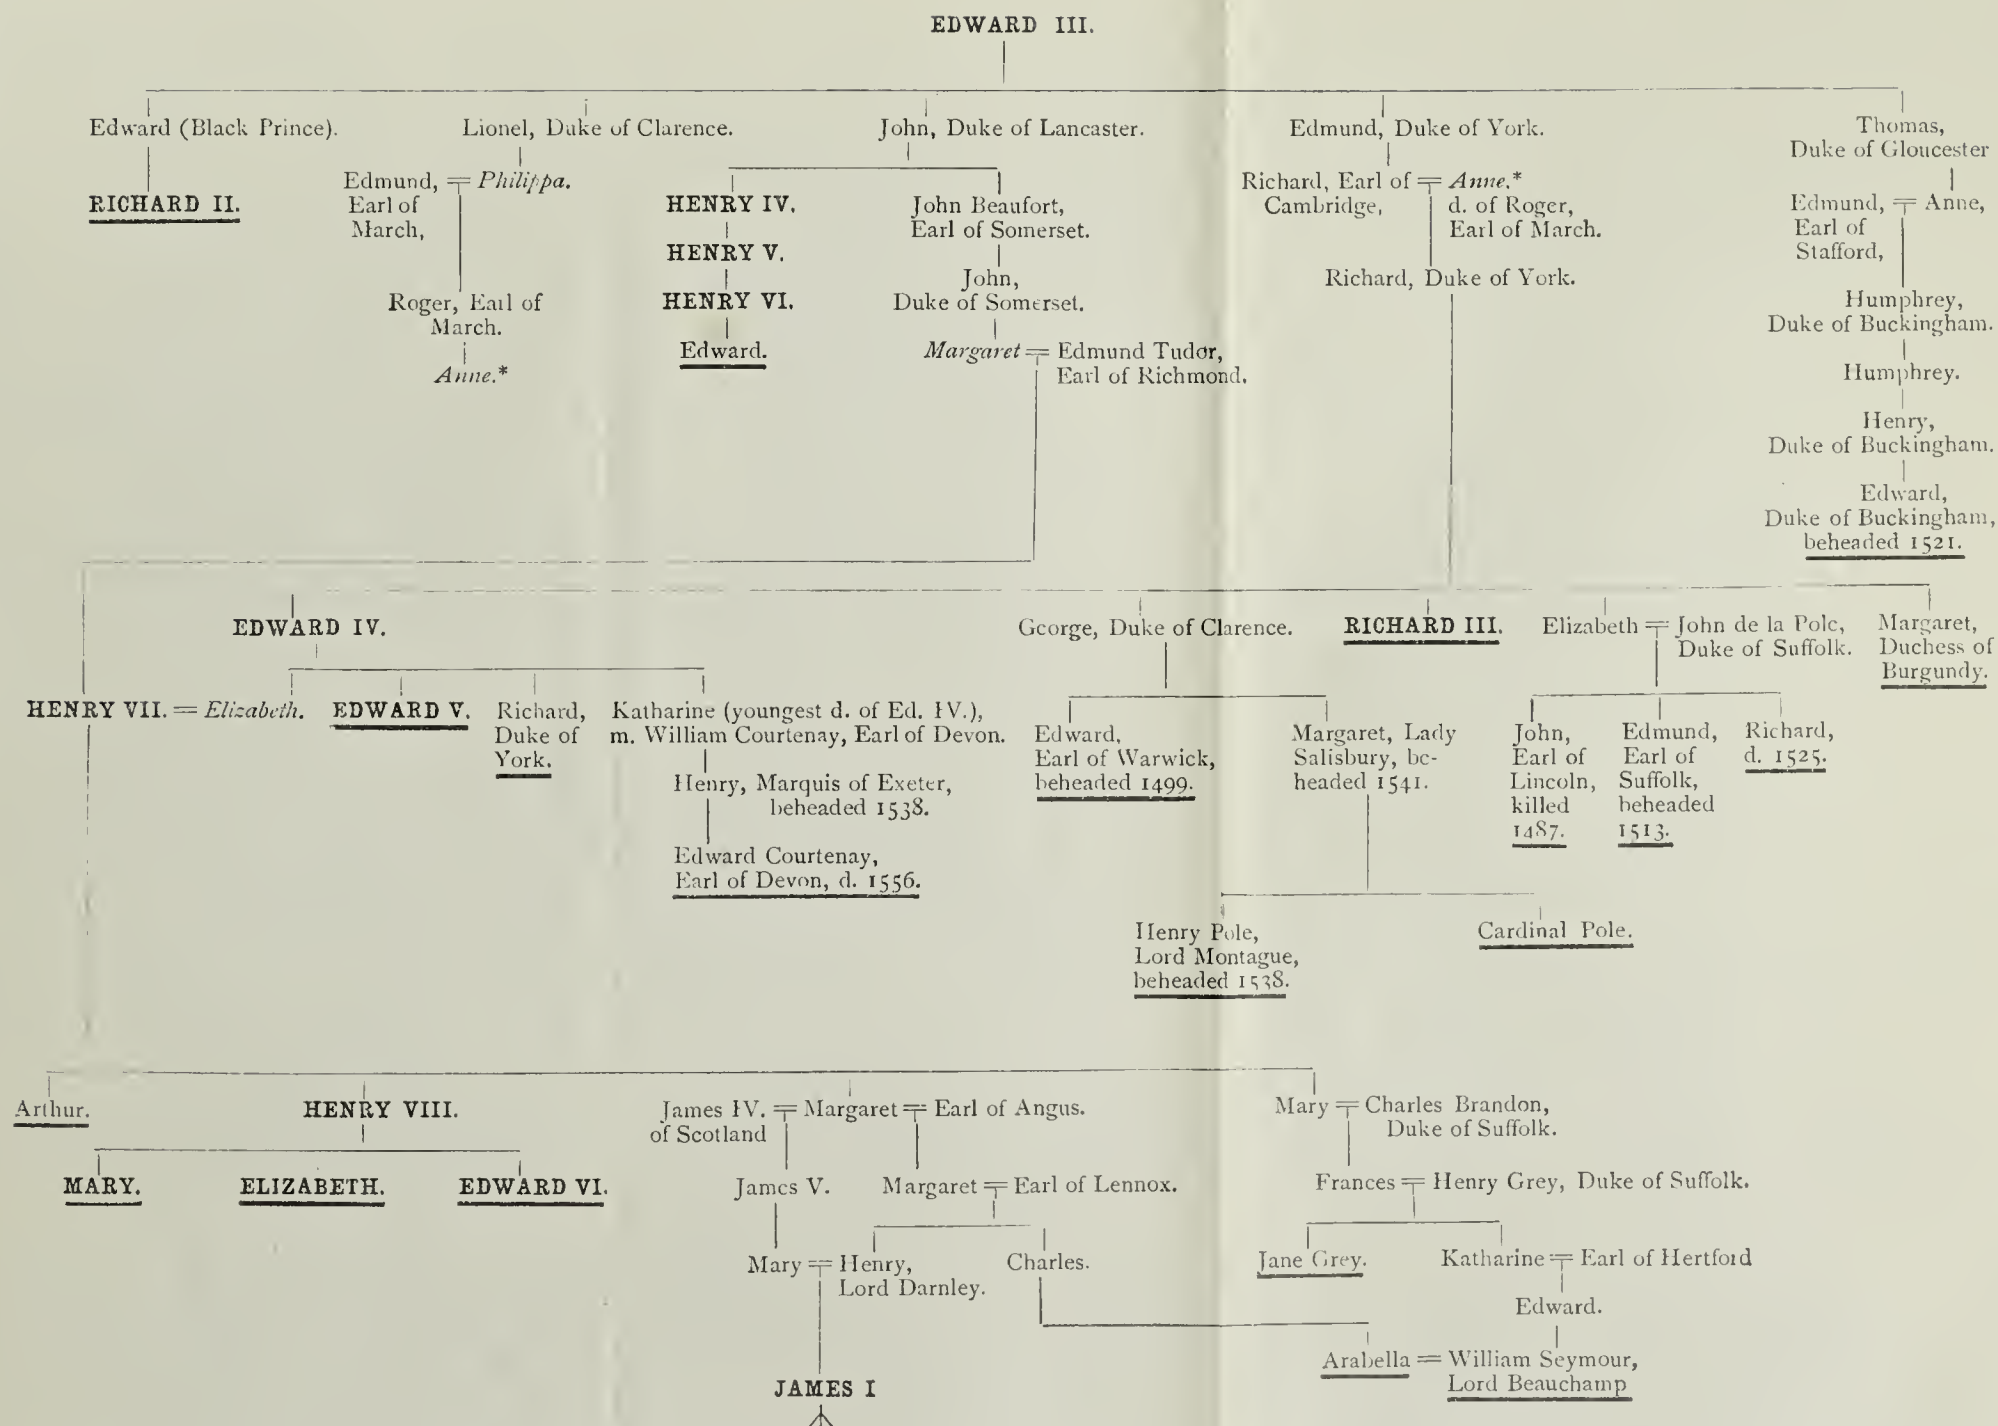 EDWARD III.
Edward (Black Prince).
Lionel, Duke of Clarence.
John, Duke of Lancaster.
Edmund, Duke of York.
Thomas,
Duke of Gloucester
RICHARD II.
Edmund, = Philippa.
Earl of
March,
Roger, Earl of
March.
Anne.*
HENRY IV.
HENRY V.
HENRY VI.
Edward.
John Beaufort,
Earl of Somerset.
John,
Duke of Somerset.
Margaret = Edmund Tudor,
Earl of Richmond.
Richard, Earl of = Anne.*
Cambridge, d. of Roger,
Earl of March.
Richard, Duke of York.
Edmund, = Anne,
Earl of
Stafford,
Humphrey,
Duke of Buckingham.
Humphrey.
Henry,
Duke of Buckingham.
Edward,
Duke of Buckingham,
beheaded 1521.
EDWARD IV.
George, Duke of Clarence.
RICHARD III.
Elizabeth = John de la Pole,
Duke of Suffolk.
Margaret,
Duchess of
Burgundy.
HENRY VII. = Elizabeth.
EDWARD V.
Richard,
Duke of
York.
Katharine (youngest d. of Ed. IV.),
m. William Courtenay, Earl of Devon.
Henry, Marquis of Exeter,
beheaded 1538.
Edward Courtenay,
Earl of Devon, d. 1556.
Edward,
Earl of Warwick,
beheaded 1499.
Margaret, Lady
Salisbury, be-
headed 1541.
John,
Earl of
Lincoln,
killed
1487.
Edmund,
Earl of
Suffolk,
beheaded
1513.
Richard,
d. 1525.
Henry Pole,
Lord Montague,
beheaded 1538.
Cardinal Pole.
Arthur.
HENRY VIII.
James IV. = Margaret = Earl of Angus.
of Scotland
Mary = Charles Brandon,
Duke of Suffolk.
MARY.
ELIZABETH.
EDWARD VI.
James V.
Margaret = Earl of Lennox.
Frances = Henry Grey, Duke of Suffolk.
Mary = Henry,
Lord Darnley.
Charles.
Jane Grey.
Katharine = Earl of Hertford
Edward.
Arabella = William Seymour,
Lord Beauchamp
JAMES I